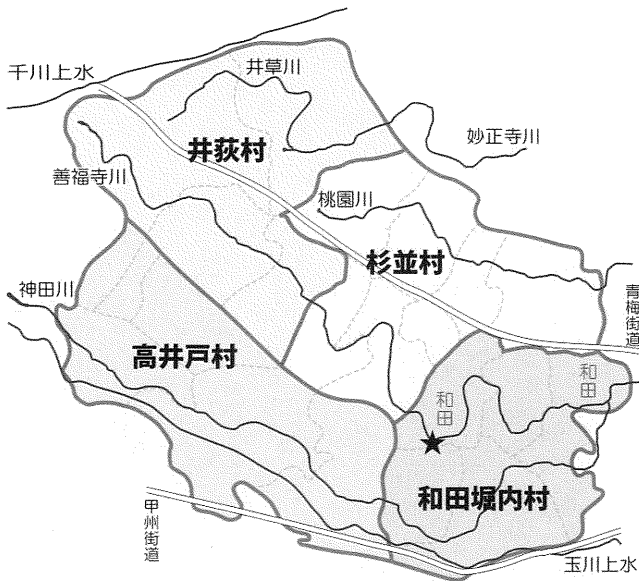 千川上水
井草川
妙正寺川
井荻村
善福寺川
桃園川
杉並村
神田川
青梅街道
高井戸村
和田
和田
和田堀内村
甲州街道
玉川上水